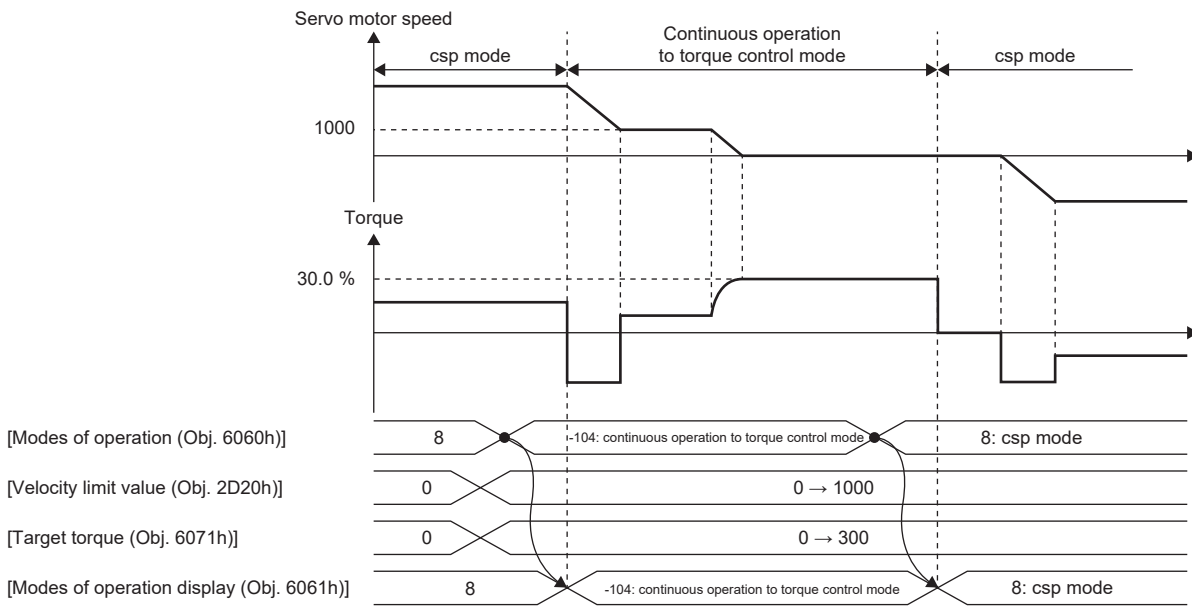 Servo motor speed
Continuous operation
to torque control mode
csp mode
csp mode
1000
Torque
30.0 %
[Modes of operation (Obj. 6060h)]
8
-104: continuous operation to torque control mode
8: csp mode
[Velocity limit value (Obj. 2D20h)]
0
0 → 1000
[Target torque (Obj. 6071h)]
0
0 → 300
[Modes of operation display (Obj. 6061h)]
8
-104: continuous operation to torque control mode
8: csp mode